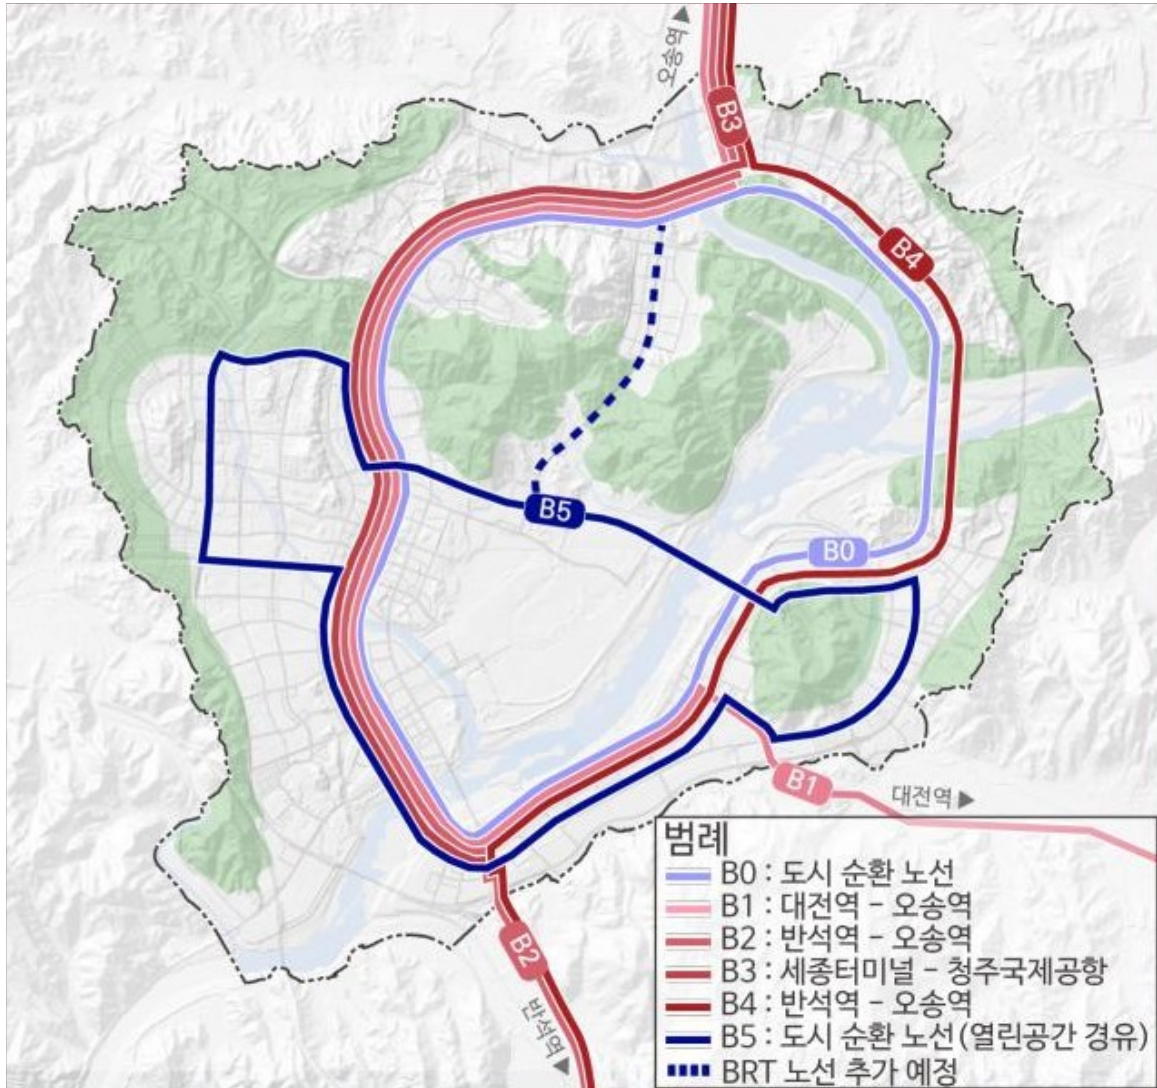 오송역▶
B3
B4
B5
B0
B1
대전역 ▶
B2
반석역▶
범례
B0 : 도시 순환 노선
B1 : 대전역 - 오송역
B2 : 반석역 - 오송역
B3 : 세종터미널 - 청주국제공항
B4 : 반석역 - 오송역
B5 : 도시 순환 노선(열린공간 경유)
BRT 노선 추가 예정